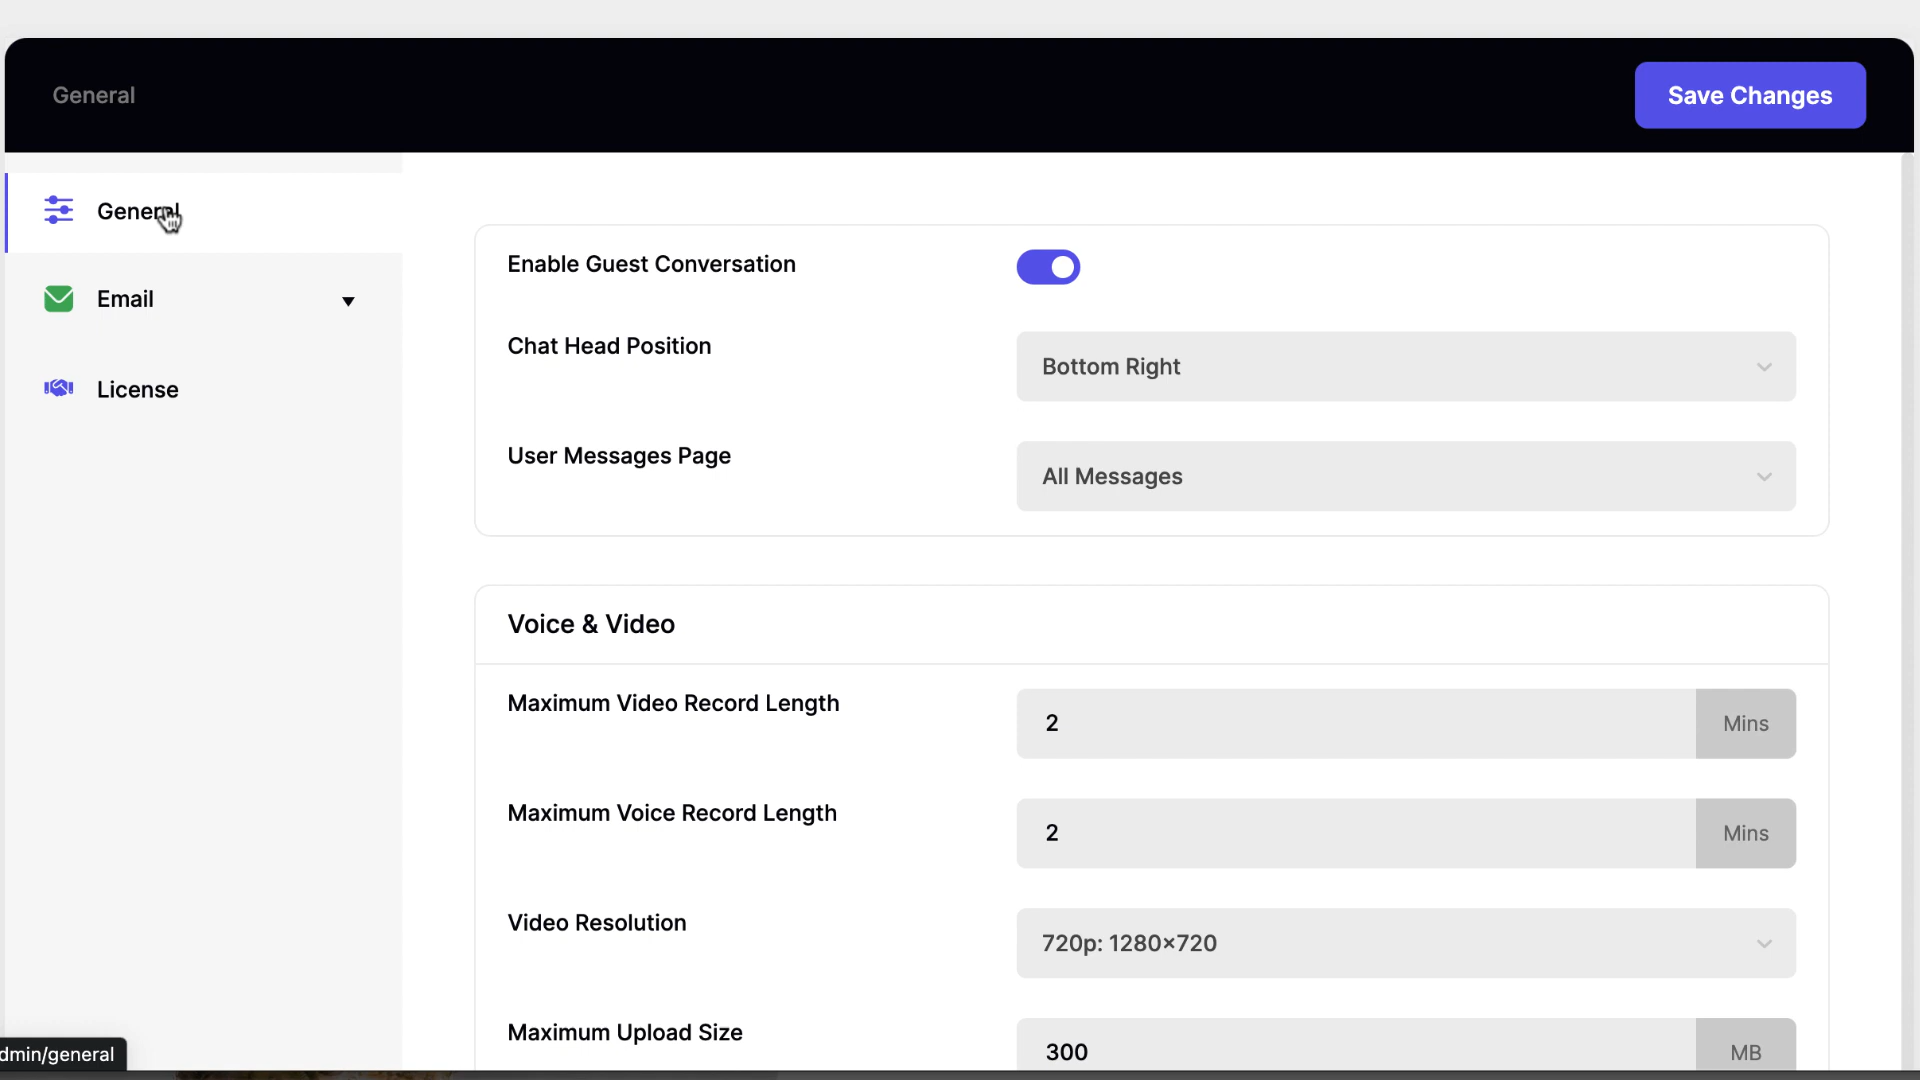 General
Save Changes
General
Email
License
Enable Guest Conversation
Chat Head Position
Bottom Right
User Messages Page
All Messages
Voice & Video
Maximum Video Record Length
2
Mins
Maximum Voice Record Length
2
Mins
Video Resolution
720p: 1280×720
Maximum Upload Size
300
MB
dmin/general